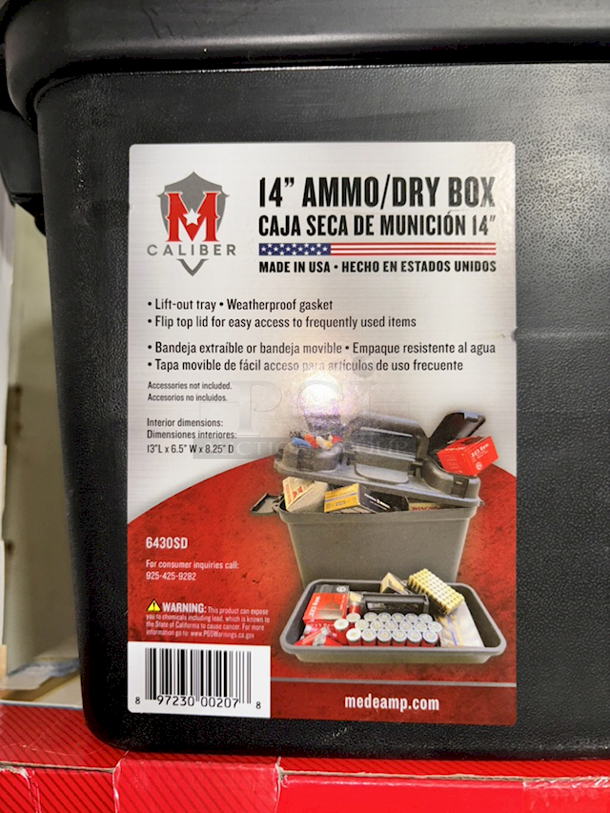 M
CALIBER
14" AMMO/DRY BOX
CAJA SECA DE MUNICIÓN 14"
MADE IN USA • HECHO EN ESTADOS UNIDOS
• Lift-out tray • Weatherproof gasket
• Flip top lid for easy access to frequently used items
• Bandeja extraíble or bandeja movible • Empaque resistente al agua
• Tapa movible de fácil acceso para artículos de uso frecuente
Accessories not included.
Accesorios no incluidos.
Interior dimensions:
Dimensiones interiores:
13"L x 6.5" W x 8.25" D
6430SD
For consumer inquiries call:
925-425-9282
WARNING: This product can expose
you to chemicals including lead, which is known to
the State of California to cause cancer. For more
information go to: www.P65Warnings.ca.gov
8 97230 00207 8
medeamp.com